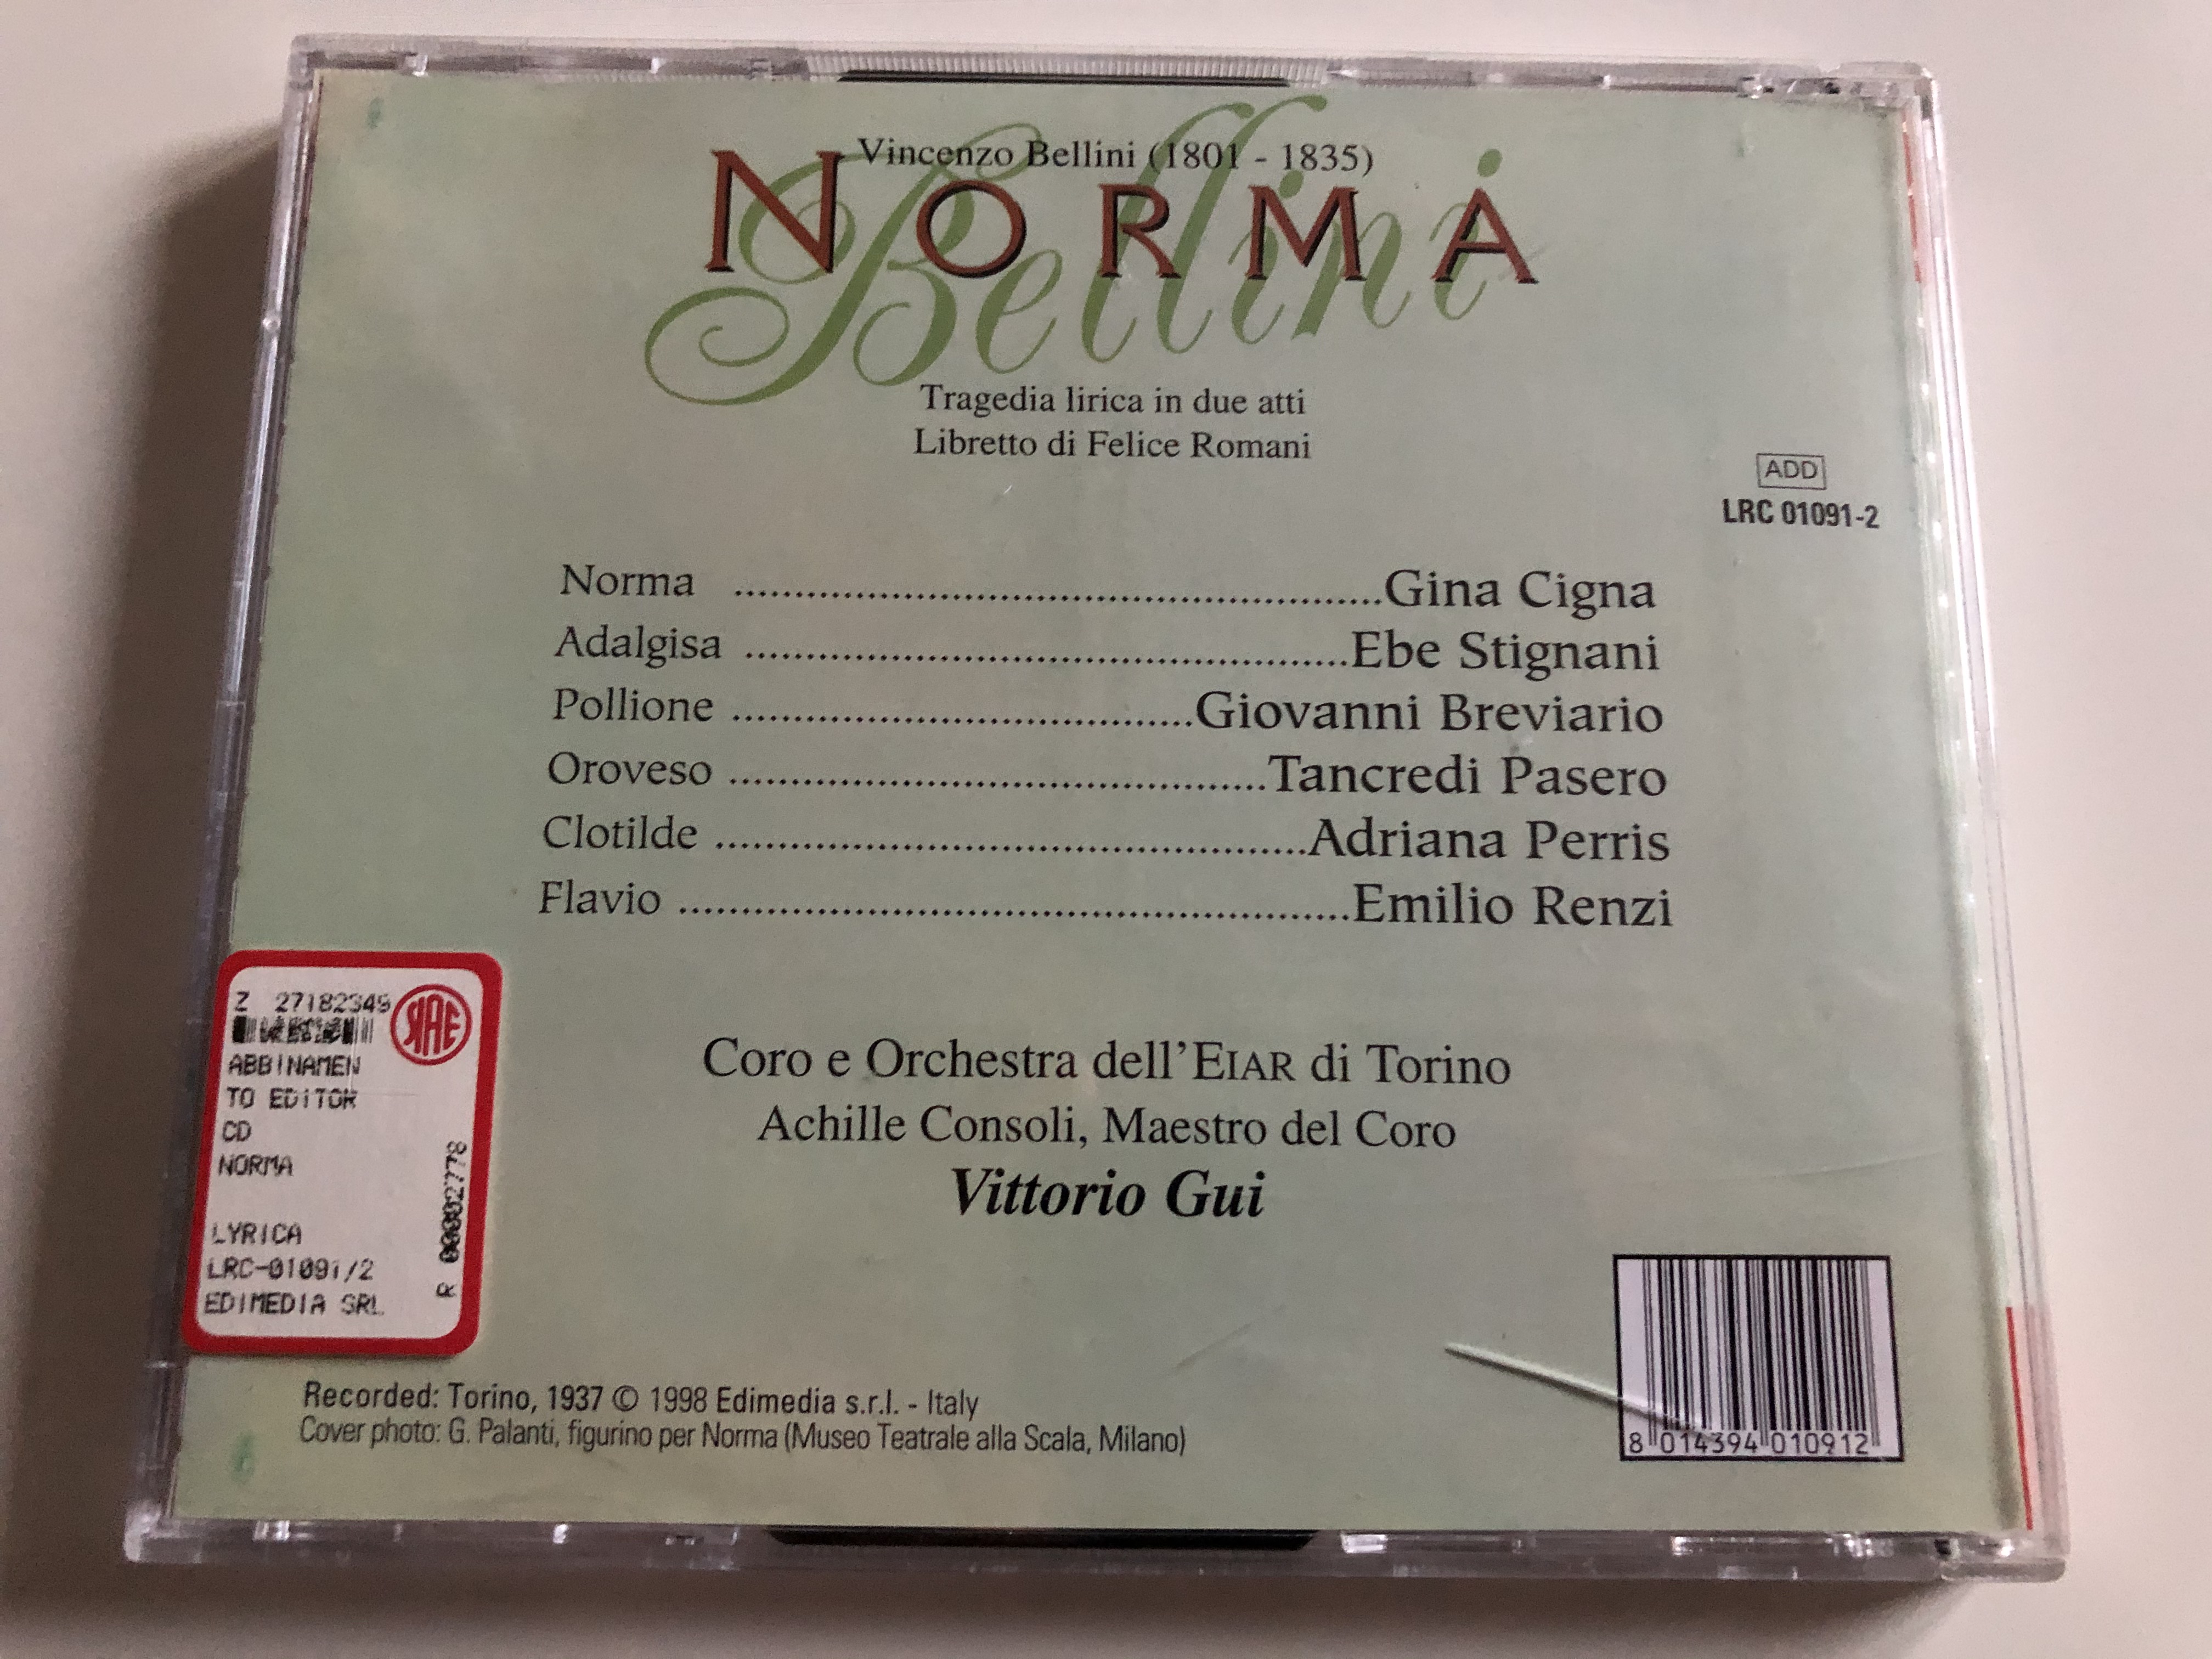 Vincenzo Bellini (1801 - 1835)
NORMA
Bellini
Tragedia lirica in due atti
Libretto di Felice Romani
ADD
LRC 01091-2
Norma ..........Gina Cigna
Adalgisa ..........Ebe Stignani
Pollione ..........Giovanni Breviario
Oroveso ..........Tancredi Pasero
Clotilde ..........Adriana Perris
Flavio ..........Emilio Renzi
Coro e Orchestra dell'EIAR di Torino
Achille Consoli, Maestro del Coro
Vittorio Gui
Z 27182349
SIAE
ABBINAMEN
TO EDITOR
CD
NORMA
LYRICA
LRC-01091/2
EDIMEDIA SRL
R 000002778
Recorded: Torino, 1937 © 1998 Edimedia s.r.l. - Italy
Cover photo: G. Palanti, figurino per Norma (Museo Teatrale alla Scala, Milano)
8 014394 010912